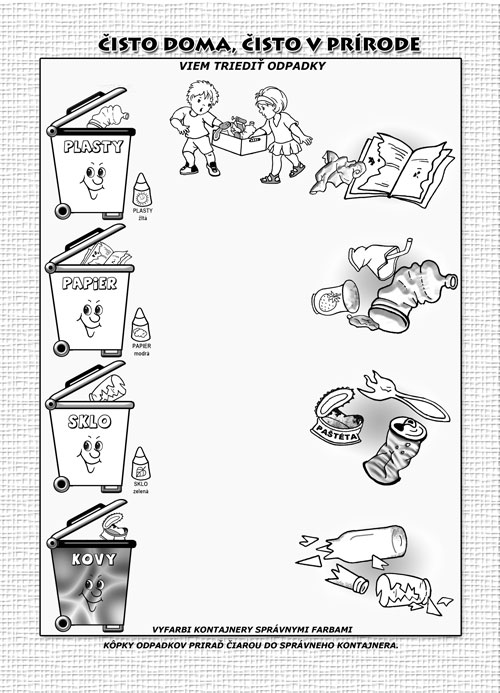 ČISTO DOMA, ČISTO V PRÍRODE
VIEM TRIEDIŤ ODPADKY
PLASTY
PLASTY
žltá
PAPIER
PAPIER
modrá
SKLO
PAŠTÉTA
SKLO
zelená
KOVY
VYFARBI KONTAJNERY SPRÁVNYMI FARBAMI
KÔPKY ODPADKOV PRIRAĎ ČIAROU DO SPRÁVNEHO KONTAJNERA.